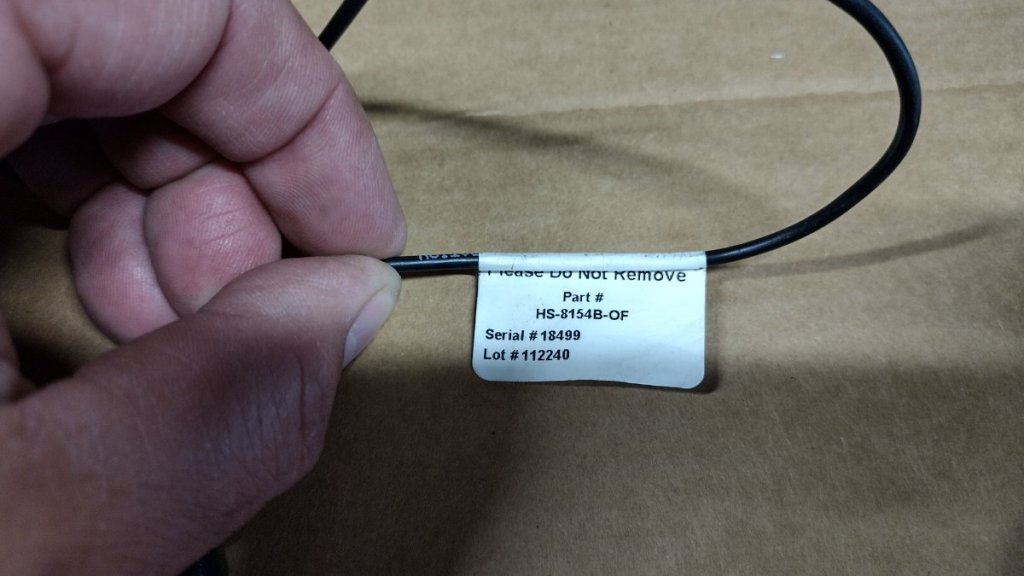 Please Do Not Remove
Part #
HS-8154B-OF
Serial # 18499
Lot # 112240